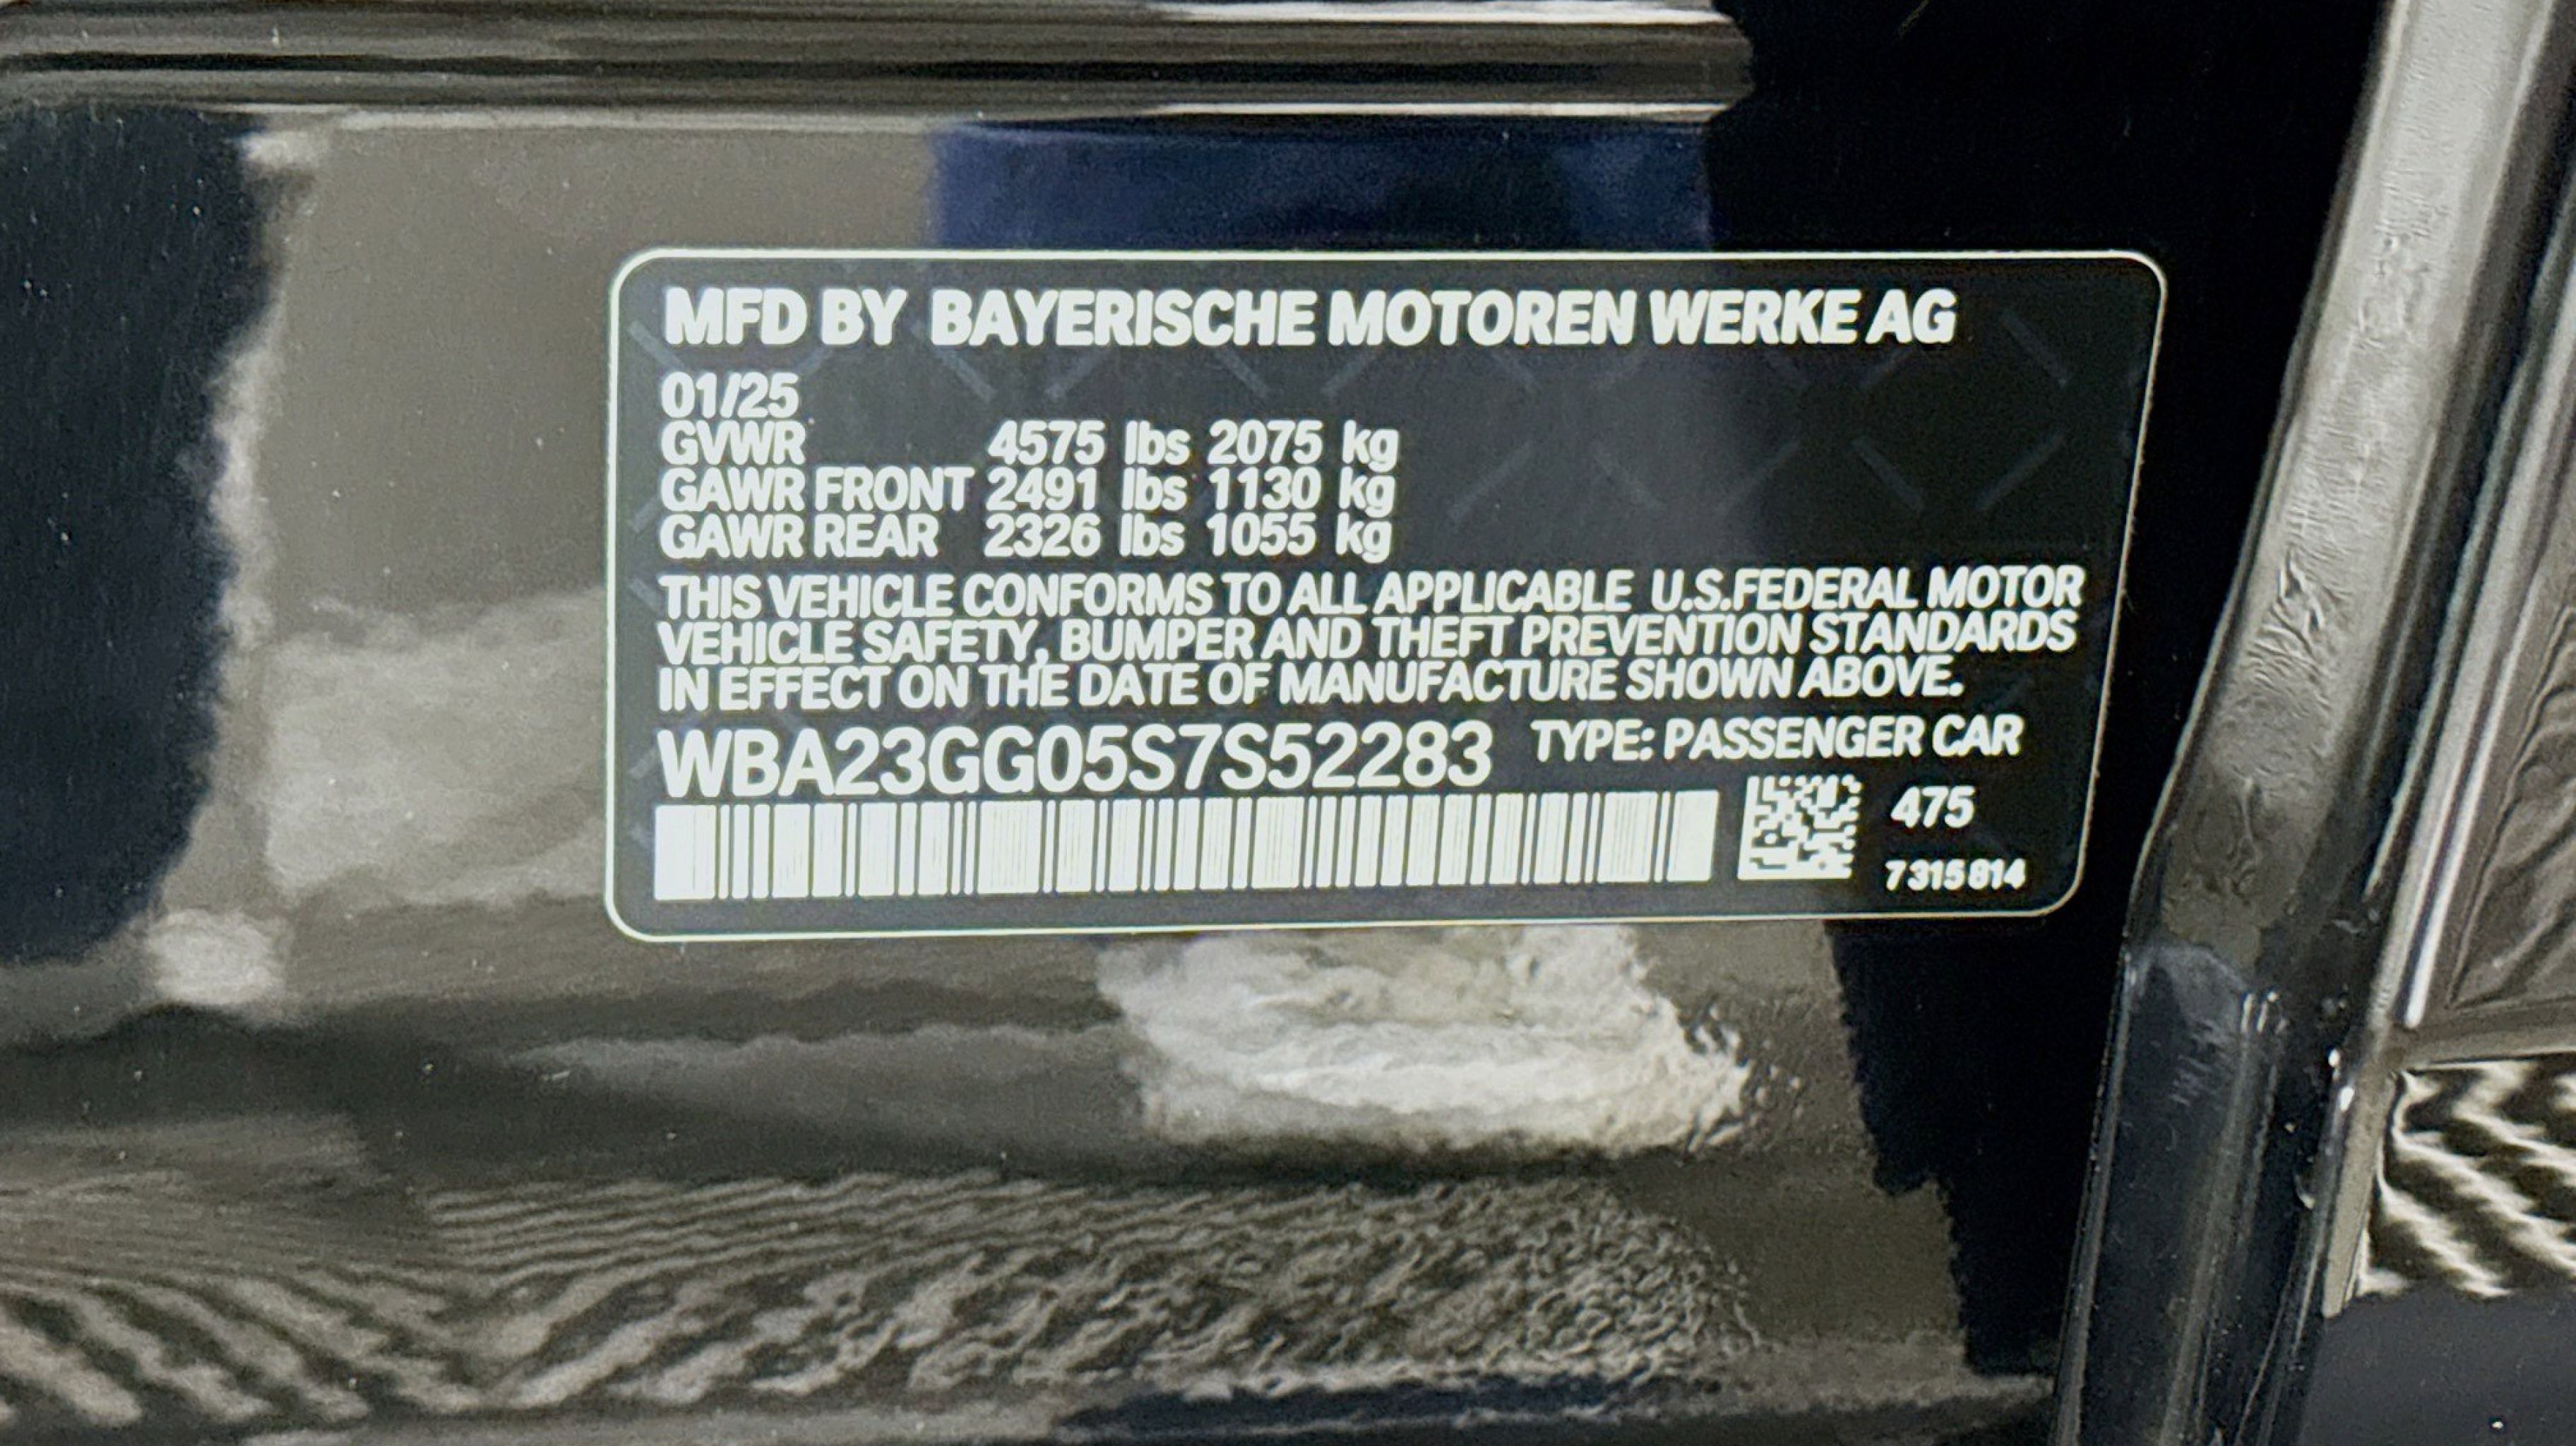 MFD BY BAYERISCHE MOTOREN WERKE AG
01/25
GVWR 4575 lbs 2075 kg
GAWR FRONT 2491 lbs 1130 kg
GAWR REAR 2326 lbs 1055 kg
THIS VEHICLE CONFORMS TO ALL APPLICABLE U.S.FEDERAL MOTOR
VEHICLE SAFETY, BUMPER AND THEFT PREVENTION STANDARDS
IN EFFECT ON THE DATE OF MANUFACTURE SHOWN ABOVE.
WBA23GG05S7S52283 TYPE: PASSENGER CAR
475
7315814